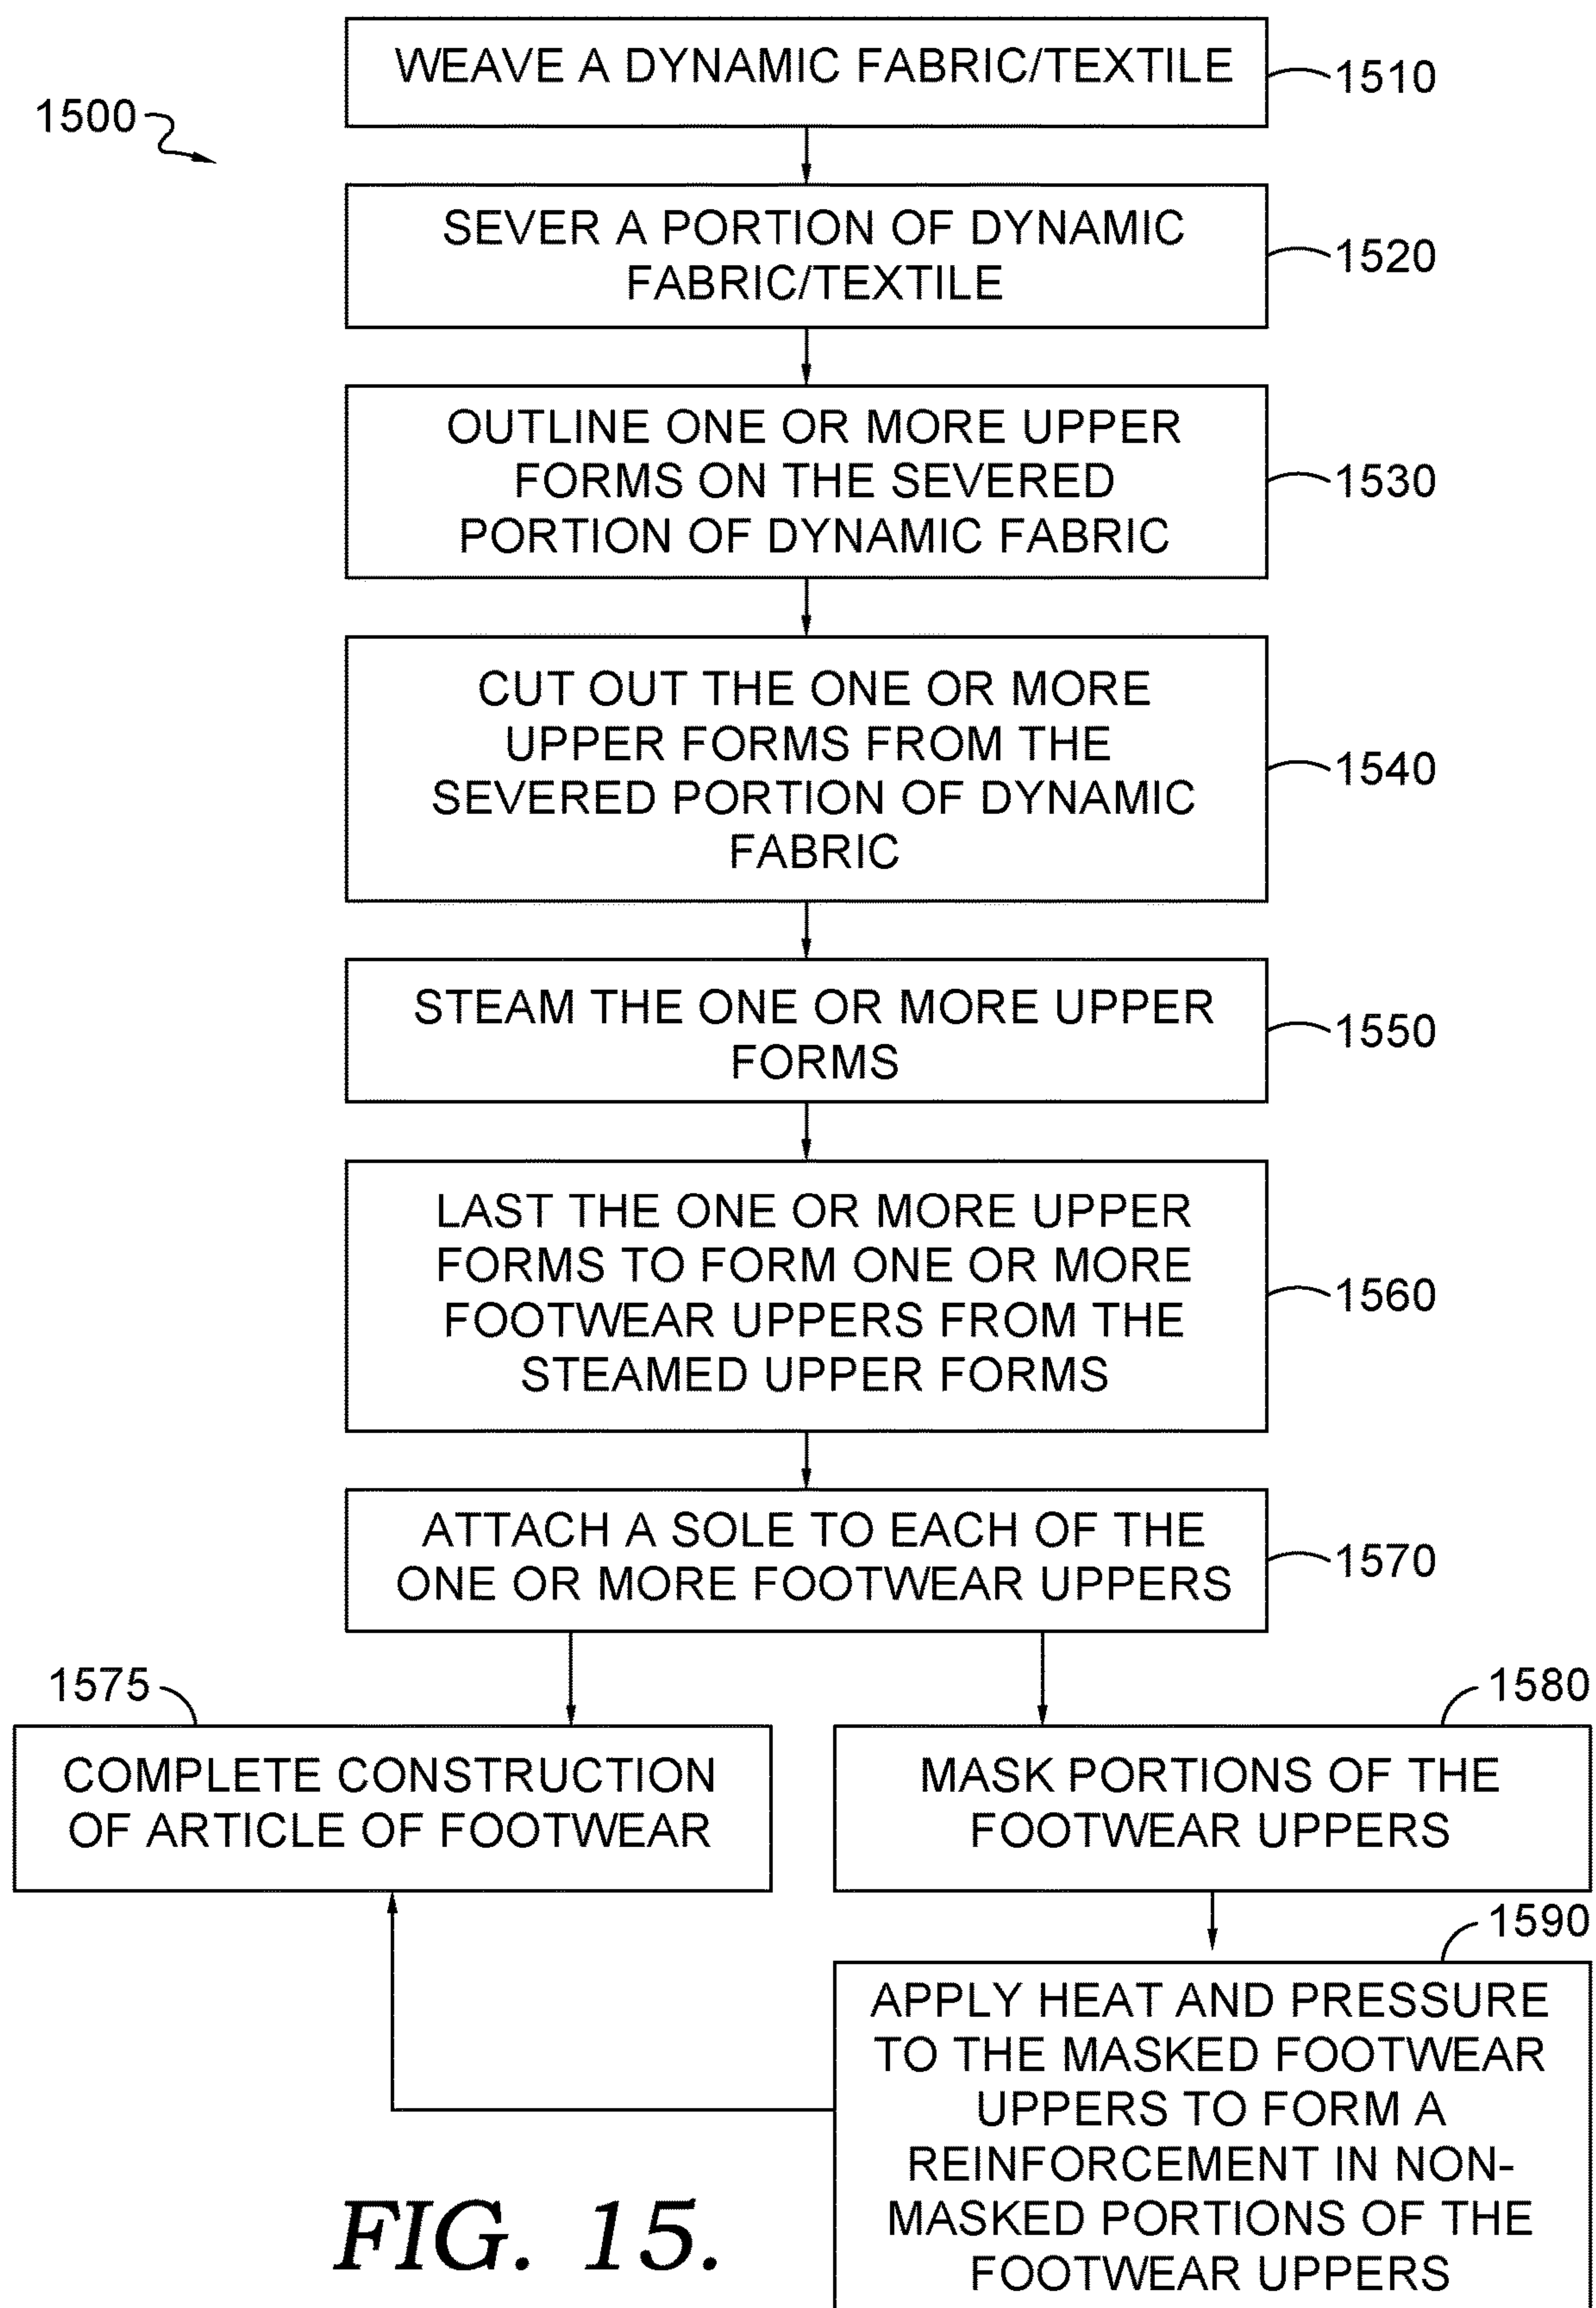 WEAVE A DYNAMIC FABRIC/TEXTILE
1510
1500
SEVER A PORTION OF DYNAMIC
FABRIC/TEXTILE
1520
OUTLINE ONE OR MORE UPPER
FORMS ON THE SEVERED
PORTION OF DYNAMIC FABRIC
1530
CUT OUT THE ONE OR MORE
UPPER FORMS FROM THE
SEVERED PORTION OF DYNAMIC
FABRIC
1540
STEAM THE ONE OR MORE UPPER
FORMS
1550
LAST THE ONE OR MORE UPPER
FORMS TO FORM ONE OR MORE
FOOTWEAR UPPERS FROM THE
STEAMED UPPER FORMS
1560
ATTACH A SOLE TO EACH OF THE
ONE OR MORE FOOTWEAR UPPERS
1570
1575
COMPLETE CONSTRUCTION
OF ARTICLE OF FOOTWEAR
1580
MASK PORTIONS OF THE
FOOTWEAR UPPERS
1590
APPLY HEAT AND PRESSURE
TO THE MASKED FOOTWEAR
UPPERS TO FORM A
REINFORCEMENT IN NON-
MASKED PORTIONS OF THE
FOOTWEAR UPPERS
FIG. 15.